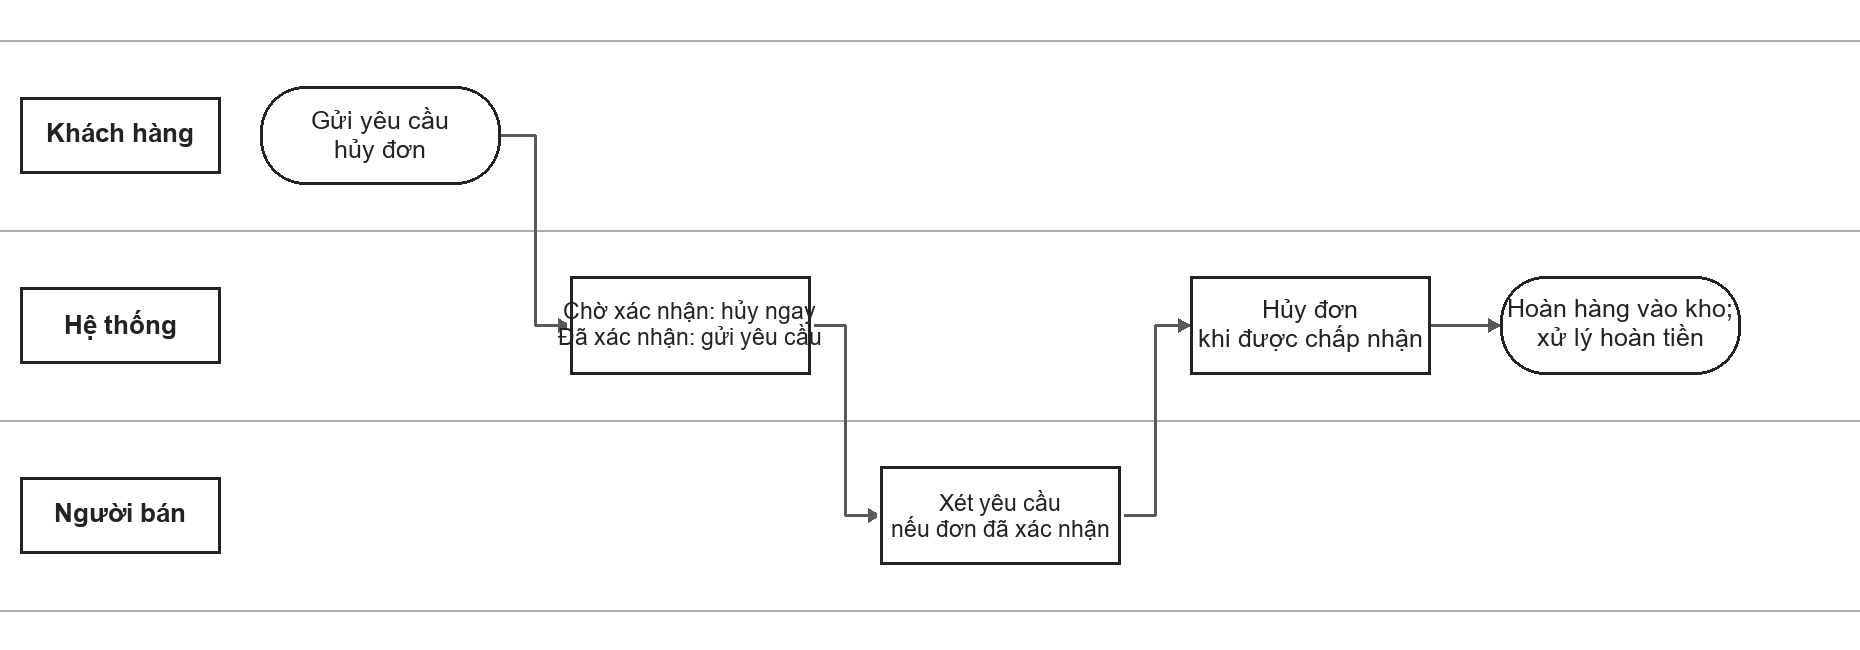 Khách hàng
Gửi yêu cầu
hủy đơn
Hệ thống
Chờ xác nhận: hủy ngay
Đã xác nhận: gửi yêu cầu
Hủy đơn
khi được chấp nhận
Hoàn hàng vào kho;
xử lý hoàn tiền
Người bán
Xét yêu cầu
nếu đơn đã xác nhận